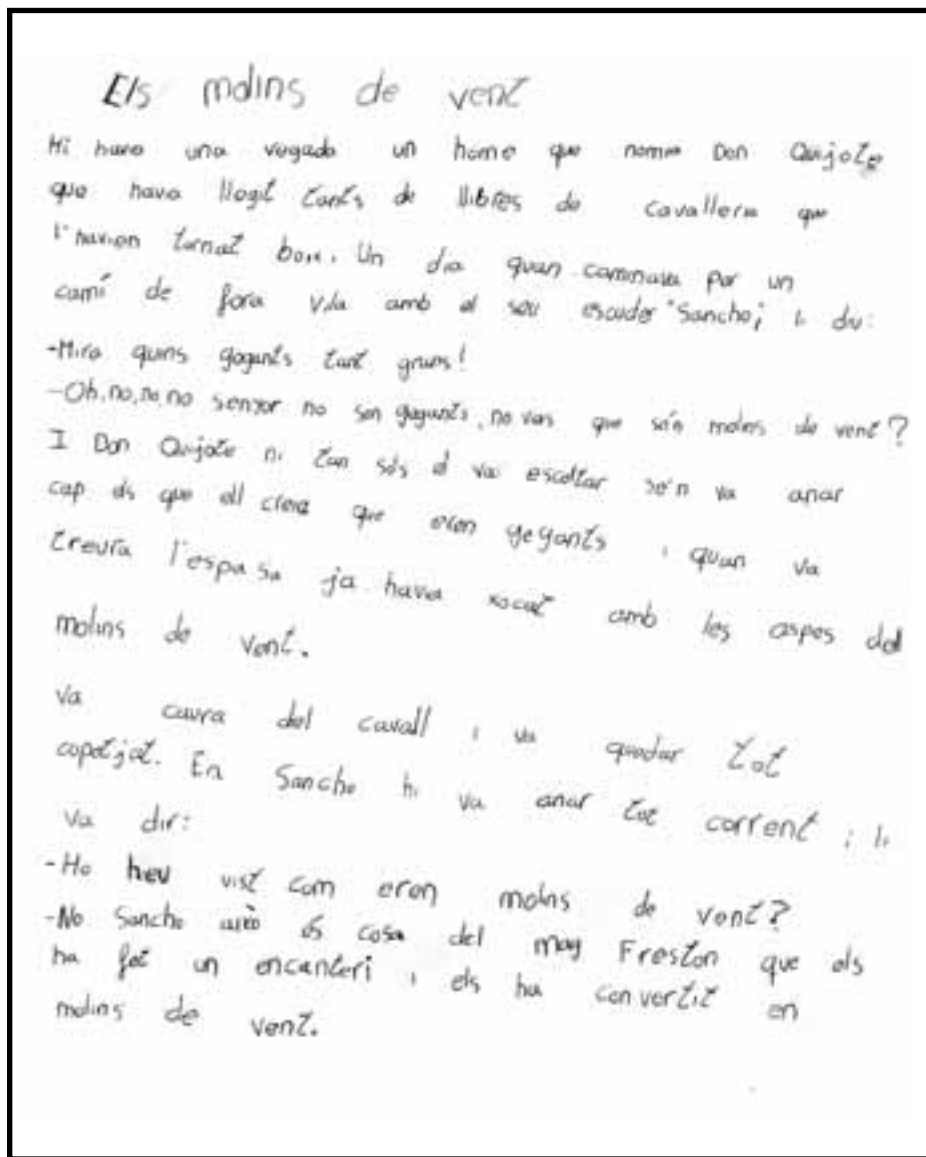 Els molins de vent
Hi havia una vegada un home que nomia Don Quijote
que havia llegit tants de llibres de cavalleria que
l'havien turnat boix. Un dia quan caminava per un
camí de fora vila amb el seu escuder "Sancho; li diu:
-Mira quins gegants tant grans!
-Oh,no,no,no senyor no son gegants, no veis que són molins de vent?
I Don Quijote ni tan sóls el va escoltar se'n va anar
cap els que ell creia que eren gegants i quan va
treura l'espasa ja havia xocat amb les aspes del
molins de vent.
Va caura del cavall i va quedar tot
copetjat. En Sancho hi va anar tot corrent i li
va dir:
-Ho heu vist com eren molins de vent?
-No Sancho això és cosa del mag Freston que els
ha fet un encanteri i els ha convertit en
molins de vent.